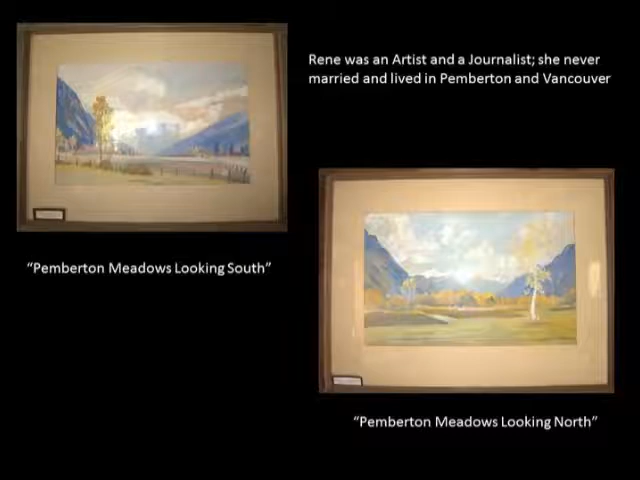 Rene was an Artist and a Journalist; she never
married and lived in Pemberton and Vancouver
“Pemberton Meadows Looking South”
“Pemberton Meadows Looking North”